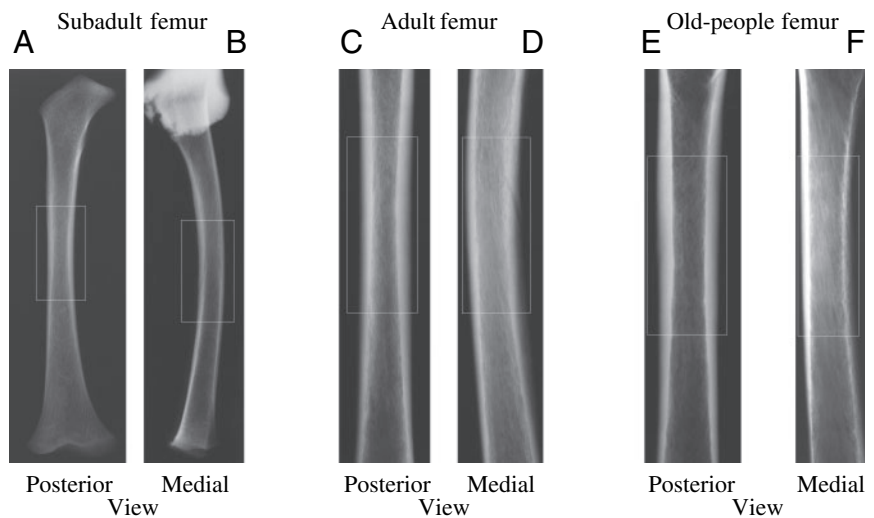 Subadult femur
Adult femur
Old-people femur
A
B
C
D
E
F
Posterior
Medial
Posterior
Medial
Posterior
Medial
View
View
View